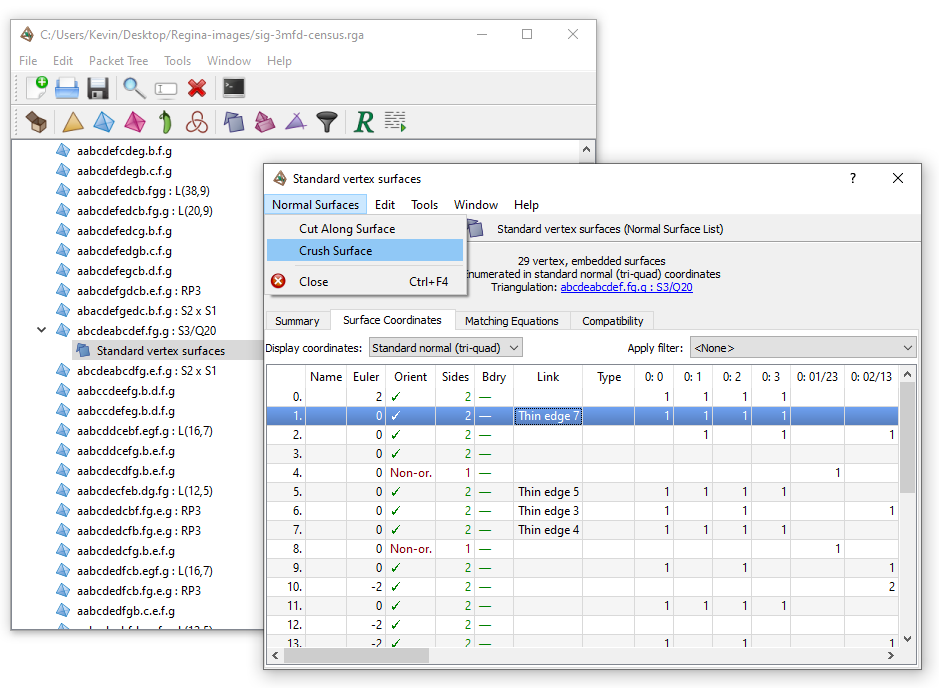 C:/Users/Kevin/Desktop/Regina-images/sig-3mfd-census.rga
File Edit Packet Tree Tools Window Help
aabcdefcdeg.b.f.g
aabcdefdegb.c.f.g
aabcdefedcb.fgg : L(38,9)
aabcdefedcb.fg.g : L(20,9)
aabcdefedcg.b.f.g
aabcdefedgb.c.f.g
aabcdefegcb.d.f.g
aabcdefgdcb.e.f.g : RP3
abacdefgedc.b.f.g : S2 x S1
abcdeabcdef.fg.g : S3/Q20
Standard vertex surfaces
abcdeabcdfg.e.f.g : S2 x S1
aabccdeefg.b.d.f.g
aabccdefeg.b.d.f.g
aabcddcebf.egf.g : L(16,7)
aabcddcefg.b.e.f.g
aabcdecdfg.b.e.f.g
aabcdecfeb.dg.fg : L(12,5)
aabcdedcbf.fg.e.g : RP3
aabcdedcfb.fg.e.g : RP3
aabcdedcfg.b.e.f.g
aabcdedfcb.egf.g : L(16,7)
aabcdedfcb.fg.e.g : RP3
aabcdedfgb.c.e.f.g
Standard vertex surfaces ?
Normal Surfaces Edit Tools Window Help
Cut Along Surface
Crush Surface
Close Ctrl+F4
Standard vertex surfaces (Normal Surface List)
29 vertex, embedded surfaces
numerated in standard normal (tri-quad) coordinates
Triangulation: abcdeabcdef.fg.g : S3/Q20
Summary Surface Coordinates Matching Equations Compatibility
Display coordinates: Standard normal (tri-quad) Apply filter: <None>
Name Euler Orient Sides Bdry Link Type 0: 0 0: 1 0: 2 0: 3 0: 01/23 0: 02/13
0. 2 ✓ 2 — 1 1 1 1
1. 0 ✓ 2 — Thin edge 7 1 1 1 1
2. 0 ✓ 2 — 1 1 1
3. 0 ✓ 2 —
4. 0 Non-or. 1 — 1
5. 0 ✓ 2 — Thin edge 5 1 1 1 1
6. 0 ✓ 2 — Thin edge 3 1 1 1
7. 0 ✓ 2 — Thin edge 4 1 1 1 1
8. 0 Non-or. 1 — 1
9. 0 ✓ 2 — 1 1 1
10. -2 ✓ 2 — 2
11. 0 ✓ 2 — 1 1 1 1
12. -2 ✓ 2 —
13. -2 ✓ 2 — 1 1 1